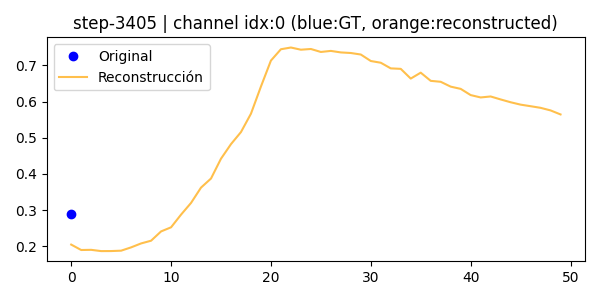 step-3405 | channel idx:0 (blue:GT, orange:reconstructed)
Original
Reconstrucción
0.7
0.6
0.5
0.4
0.3
0.2
0 10 20 30 40 50